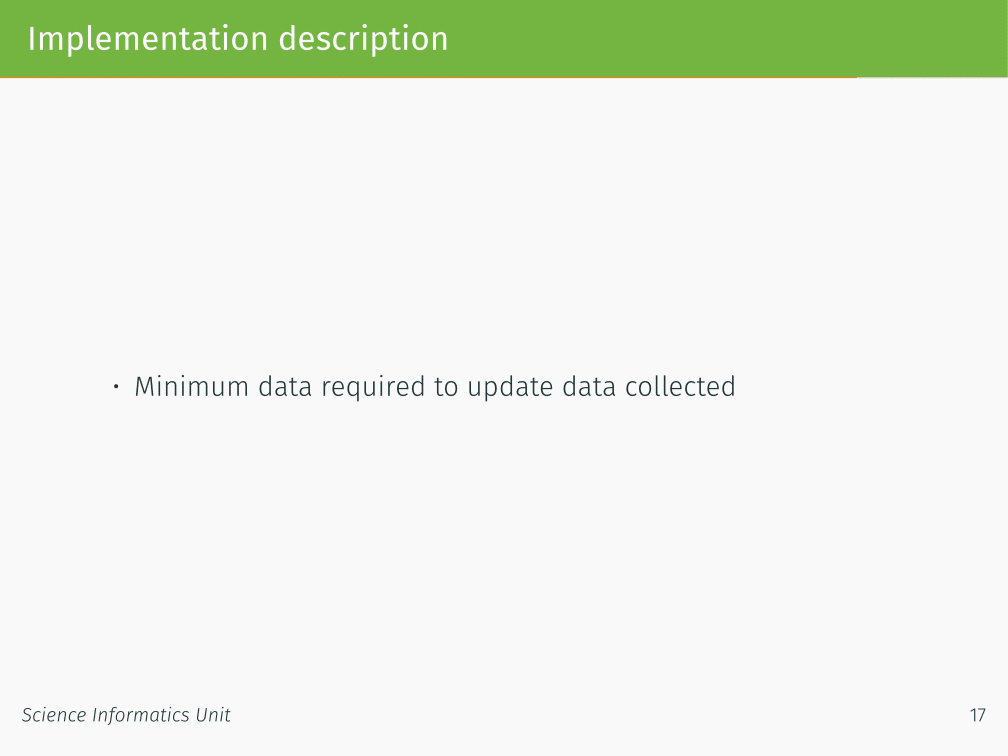 Implementation description
• Minimum data required to update data collected
Science Informatics Unit
17